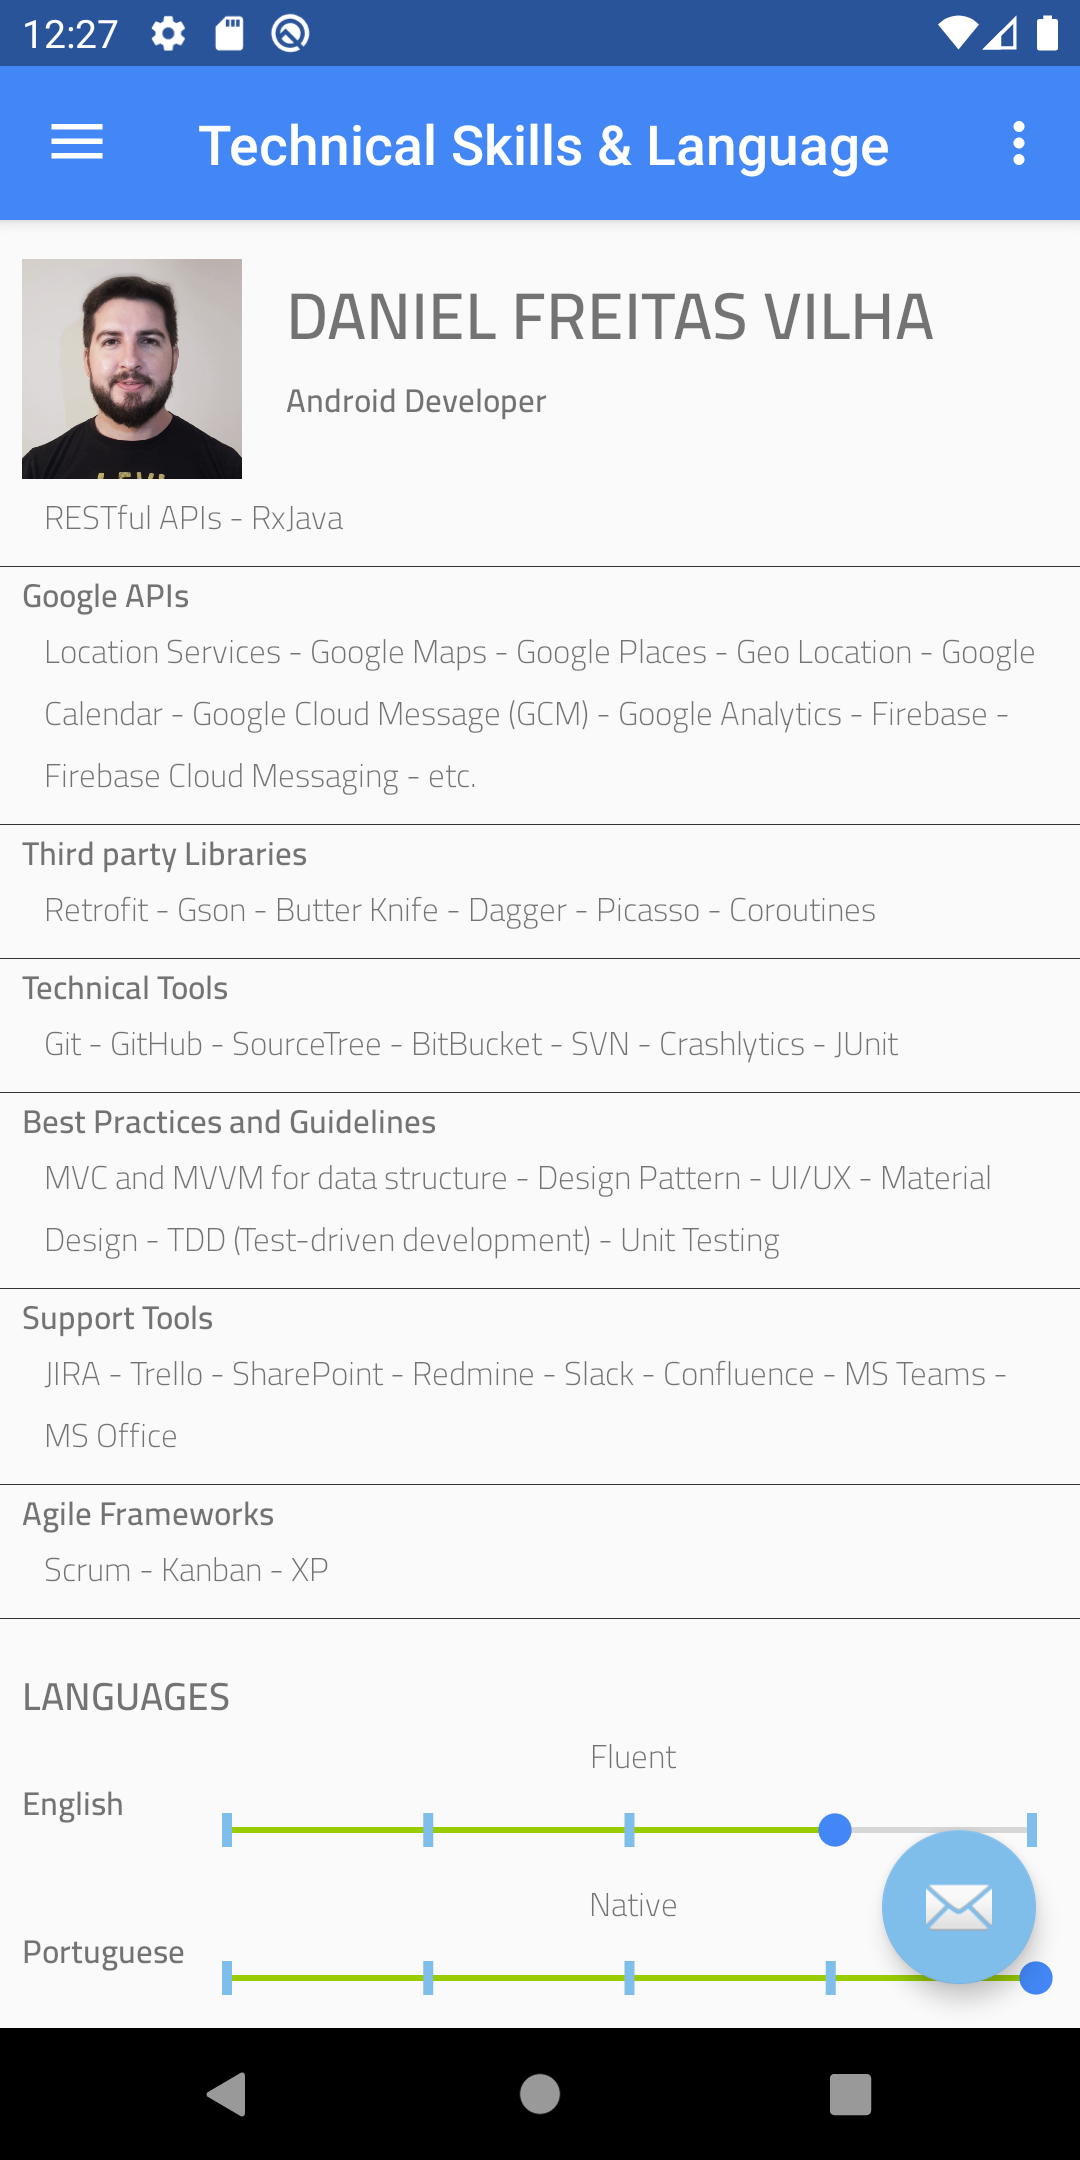 12:27
Technical Skills & Language
DANIEL FREITAS VILHA
Android Developer
RESTful APIs - RxJava
Google APIs
Location Services - Google Maps - Google Places - Geo Location - Google
Calendar - Google Cloud Message (GCM) - Google Analytics - Firebase -
Firebase Cloud Messaging - etc.
Third party Libraries
Retrofit - Gson - Butter Knife - Dagger - Picasso - Coroutines
Technical Tools
Git - GitHub - SourceTree - BitBucket - SVN - Crashlytics - JUnit
Best Practices and Guidelines
MVC and MVVM for data structure - Design Pattern - UI/UX - Material
Design - TDD (Test-driven development) - Unit Testing
Support Tools
JIRA - Trello - SharePoint - Redmine - Slack - Confluence - MS Teams -
MS Office
Agile Frameworks
Scrum - Kanban - XP
LANGUAGES
Fluent
English
Native
Portuguese